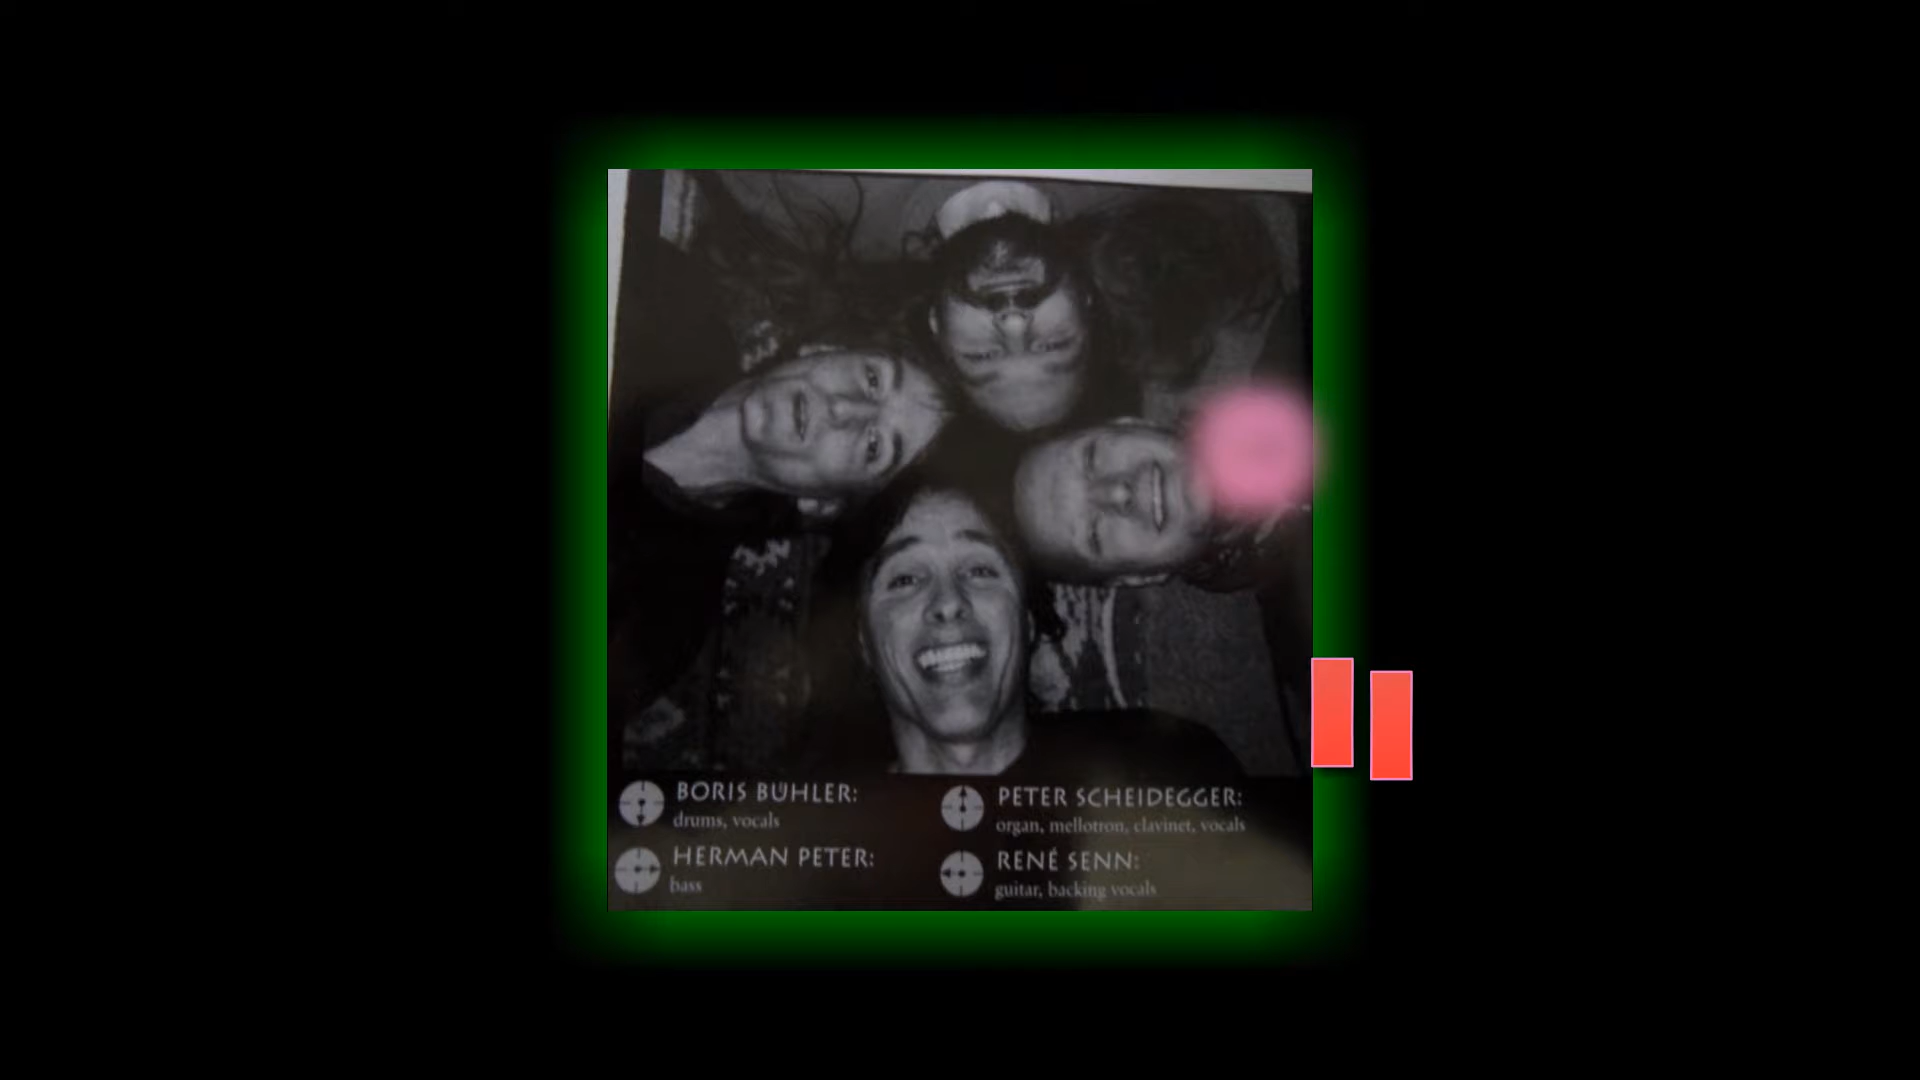 BORIS BÜHLER:
drums, vocals
HERMAN PETER:
bass
PETER SCHEIDEGGER:
organ, mellotron, clavinet, vocals
RENÉ SENN:
guitar, backing vocals